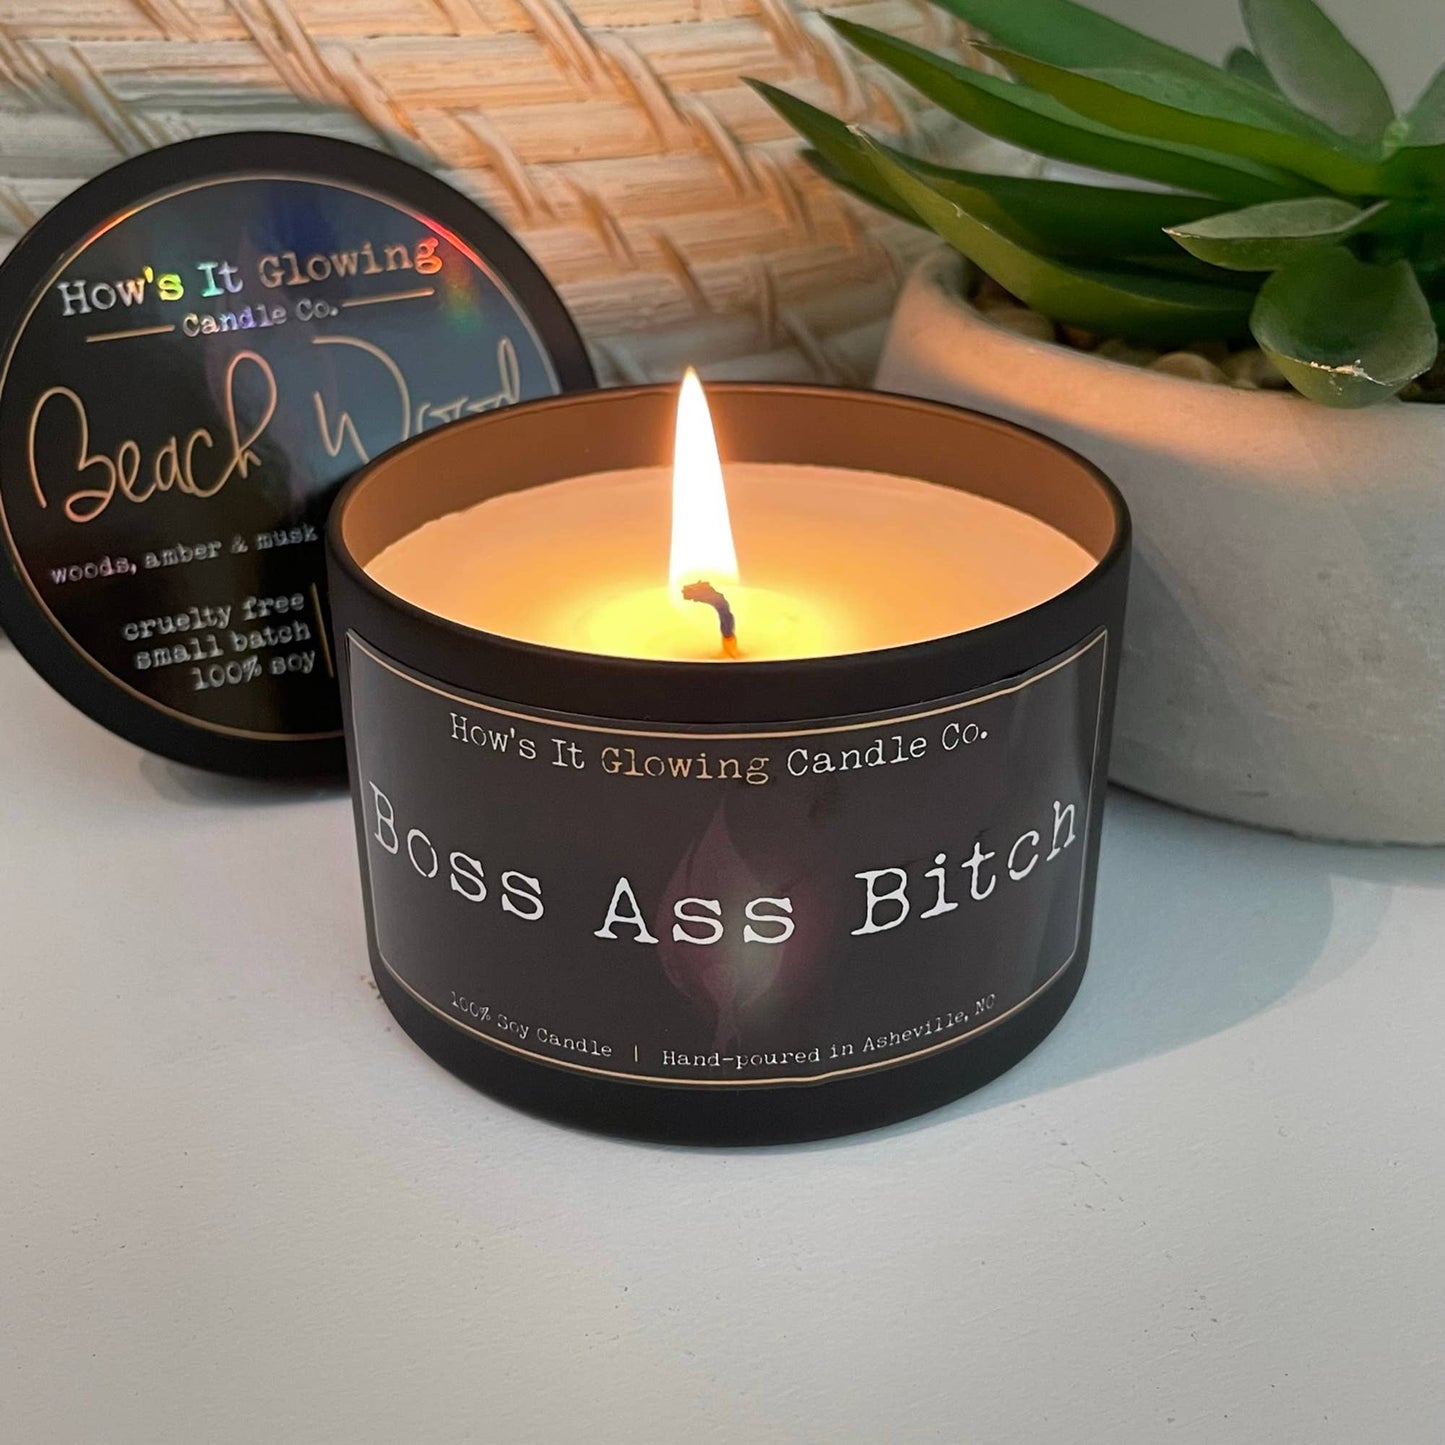 How's It Glowing
Candle Co.
Beach Wood
woods, amber & musk
cruelty free
small batch
100% soy
How's It Glowing Candle Co.
Boss Ass Bitch
100% Soy Candle | Hand-poured in Asheville, NC